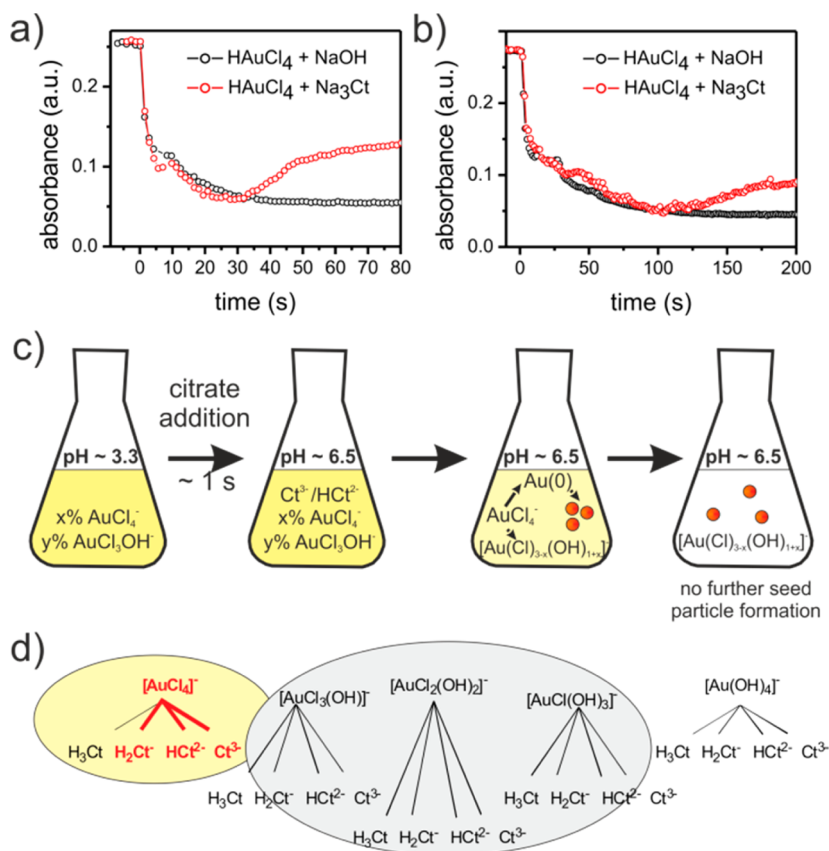 a)
HAuCl4 + NaOH
HAuCl4 + Na3Ct
absorbance (a.u.)
0.2
0.1
0.0
0 10 20 30 40 50 60 70 80
time (s)
b)
HAuCl4 + NaOH
HAuCl4 + Na3Ct
absorbance (a.u.)
0.2
0.1
0.0
0 50 100 150 200
time (s)
c)
pH ~ 3.3
x% AuCl4-
y% AuCl3OH-
citrate
addition
~ 1 s
pH ~ 6.5
Ct3-/HCt2-
x% AuCl4-
y% AuCl3OH-
pH ~ 6.5
Au(0)
AuCl4-
[Au(Cl)3-x(OH)1+x]-
pH ~ 6.5
[Au(Cl)3-x(OH)1+x]-
no further seed
particle formation
d)
[AuCl4]-
H3Ct H2Ct- HCt2- Ct3-
[AuCl3(OH)]-
H3Ct H2Ct- HCt2- Ct3-
[AuCl2(OH)2]-
H3Ct H2Ct- HCt2- Ct3-
[AuCl(OH)3]-
H3Ct H2Ct- HCt2- Ct3-
[Au(OH)4]-
H3Ct H2Ct- HCt2- Ct3-